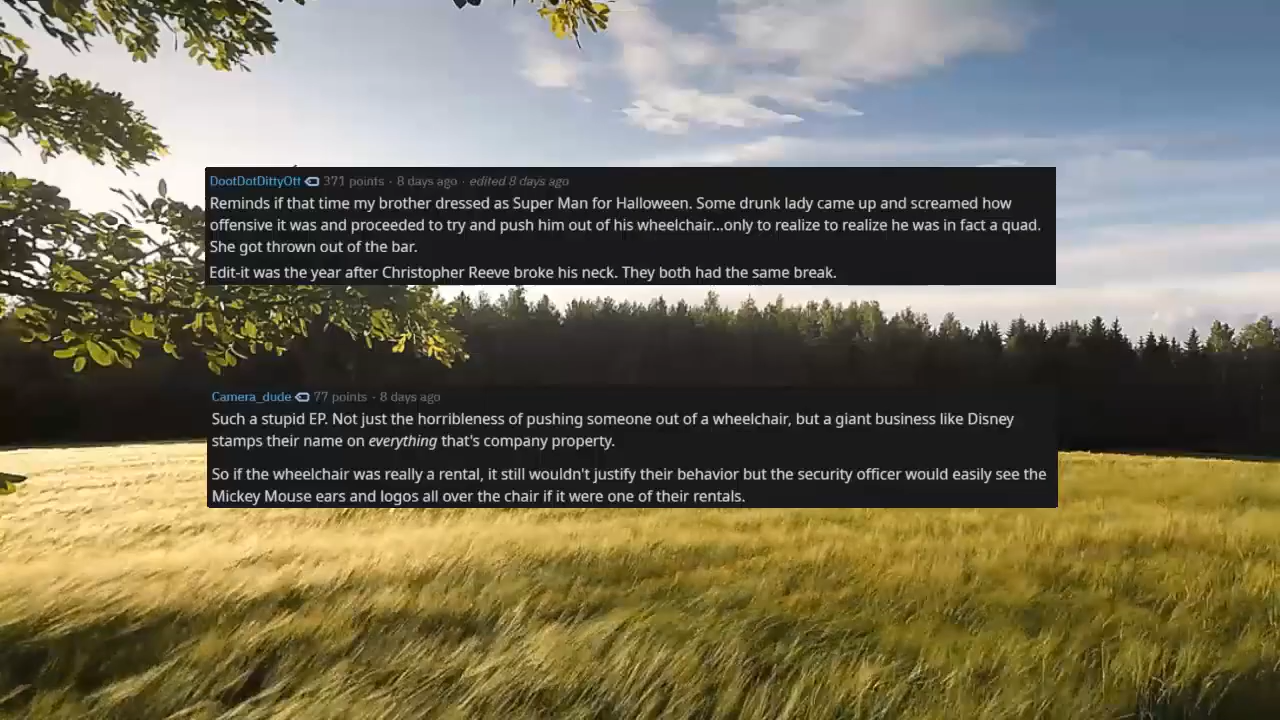 DootDotDittyOtt 371 points · 8 days ago · edited 8 days ago
Reminds if that time my brother dressed as Super Man for Halloween. Some drunk lady came up and screamed how
offensive it was and proceeded to try and push him out of his wheelchair...only to realize to realize he was in fact a quad.
She got thrown out of the bar.
Edit-it was the year after Christopher Reeve broke his neck. They both had the same break.
Camera_dude 77 points · 8 days ago
Such a stupid EP. Not just the horribleness of pushing someone out of a wheelchair, but a giant business like Disney
stamps their name on everything that's company property.
So if the wheelchair was really a rental, it still wouldn't justify their behavior but the security officer would easily see the
Mickey Mouse ears and logos all over the chair if it were one of their rentals.